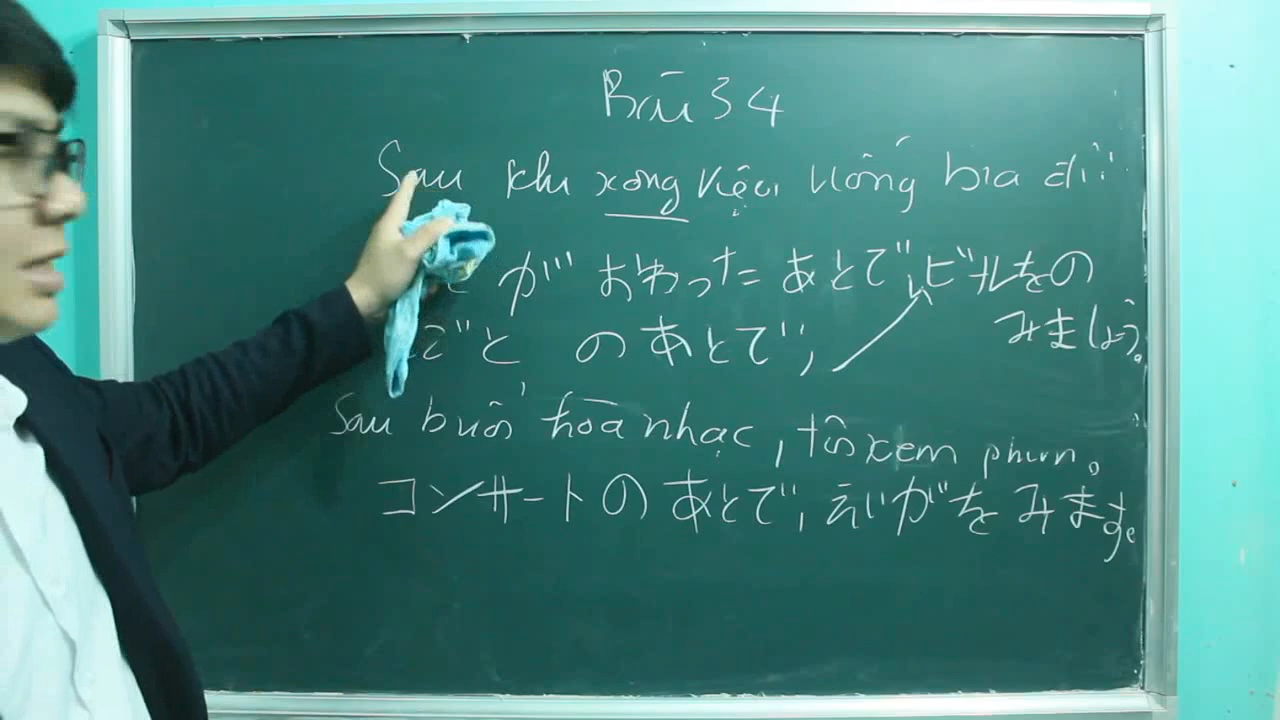 Bài 34
Sau khi xong việc, uống bia đi!
が おわった あとで, ビールをの
みましょう。
ごと の あとで,
Sau buổi hòa nhạc, tôi xem phim.
コンサートの あとで, えいがを みます。